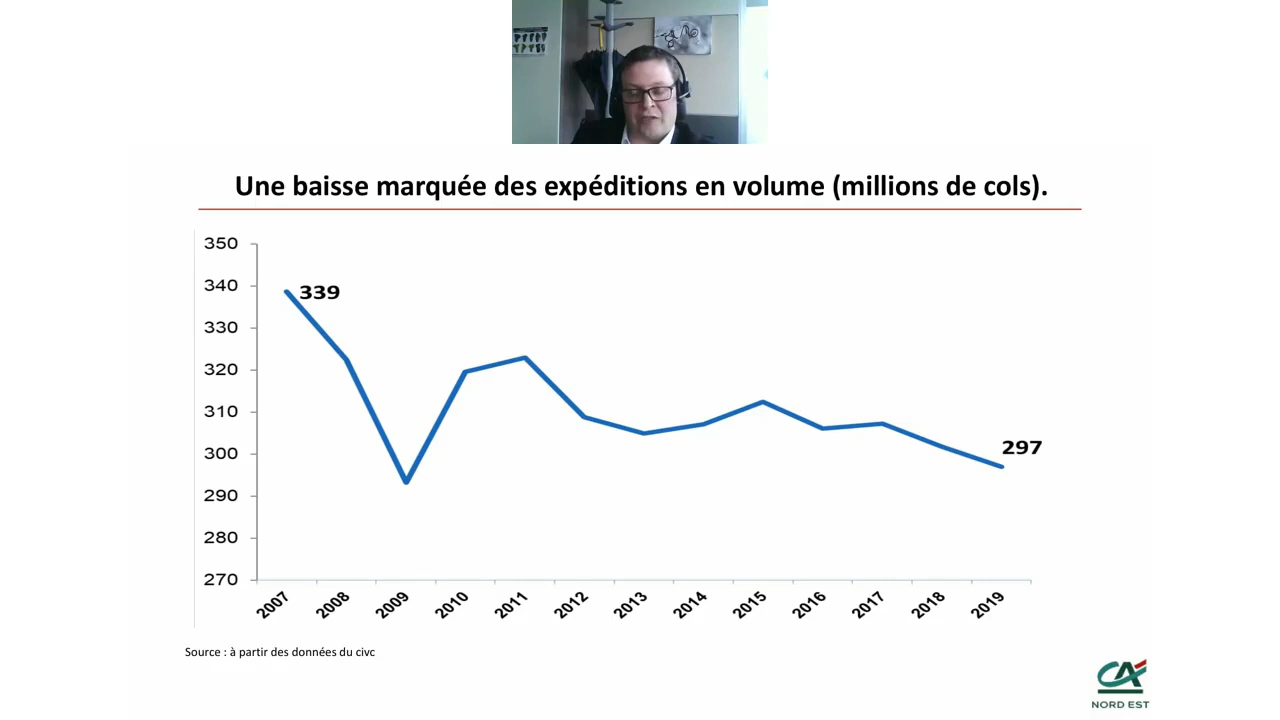 Une baisse marquée des expéditions en volume (millions de cols).
350
340
339
330
320
310
300
297
290
280
270
2007 2008 2009 2010 2011 2012 2013 2014 2015 2016 2017 2018 2019
Source : à partir des données du civc
CA
NORD EST